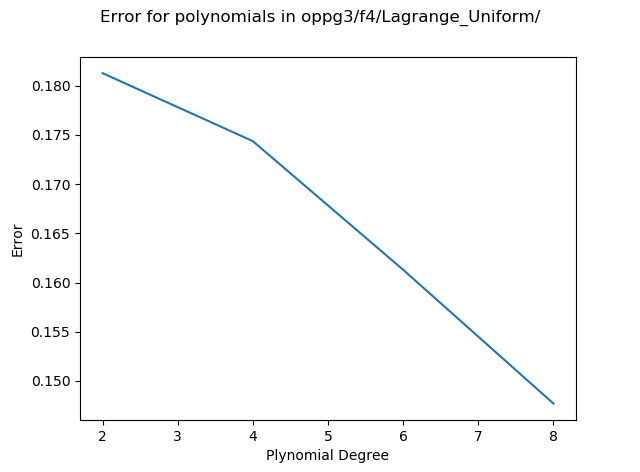 Error for polynomials in oppg3/f4/Lagrange_Uniform/
0.180
0.175
0.170
0.165
0.160
0.155
0.150
Error
2 3 4 5 6 7 8
Plynomial Degree